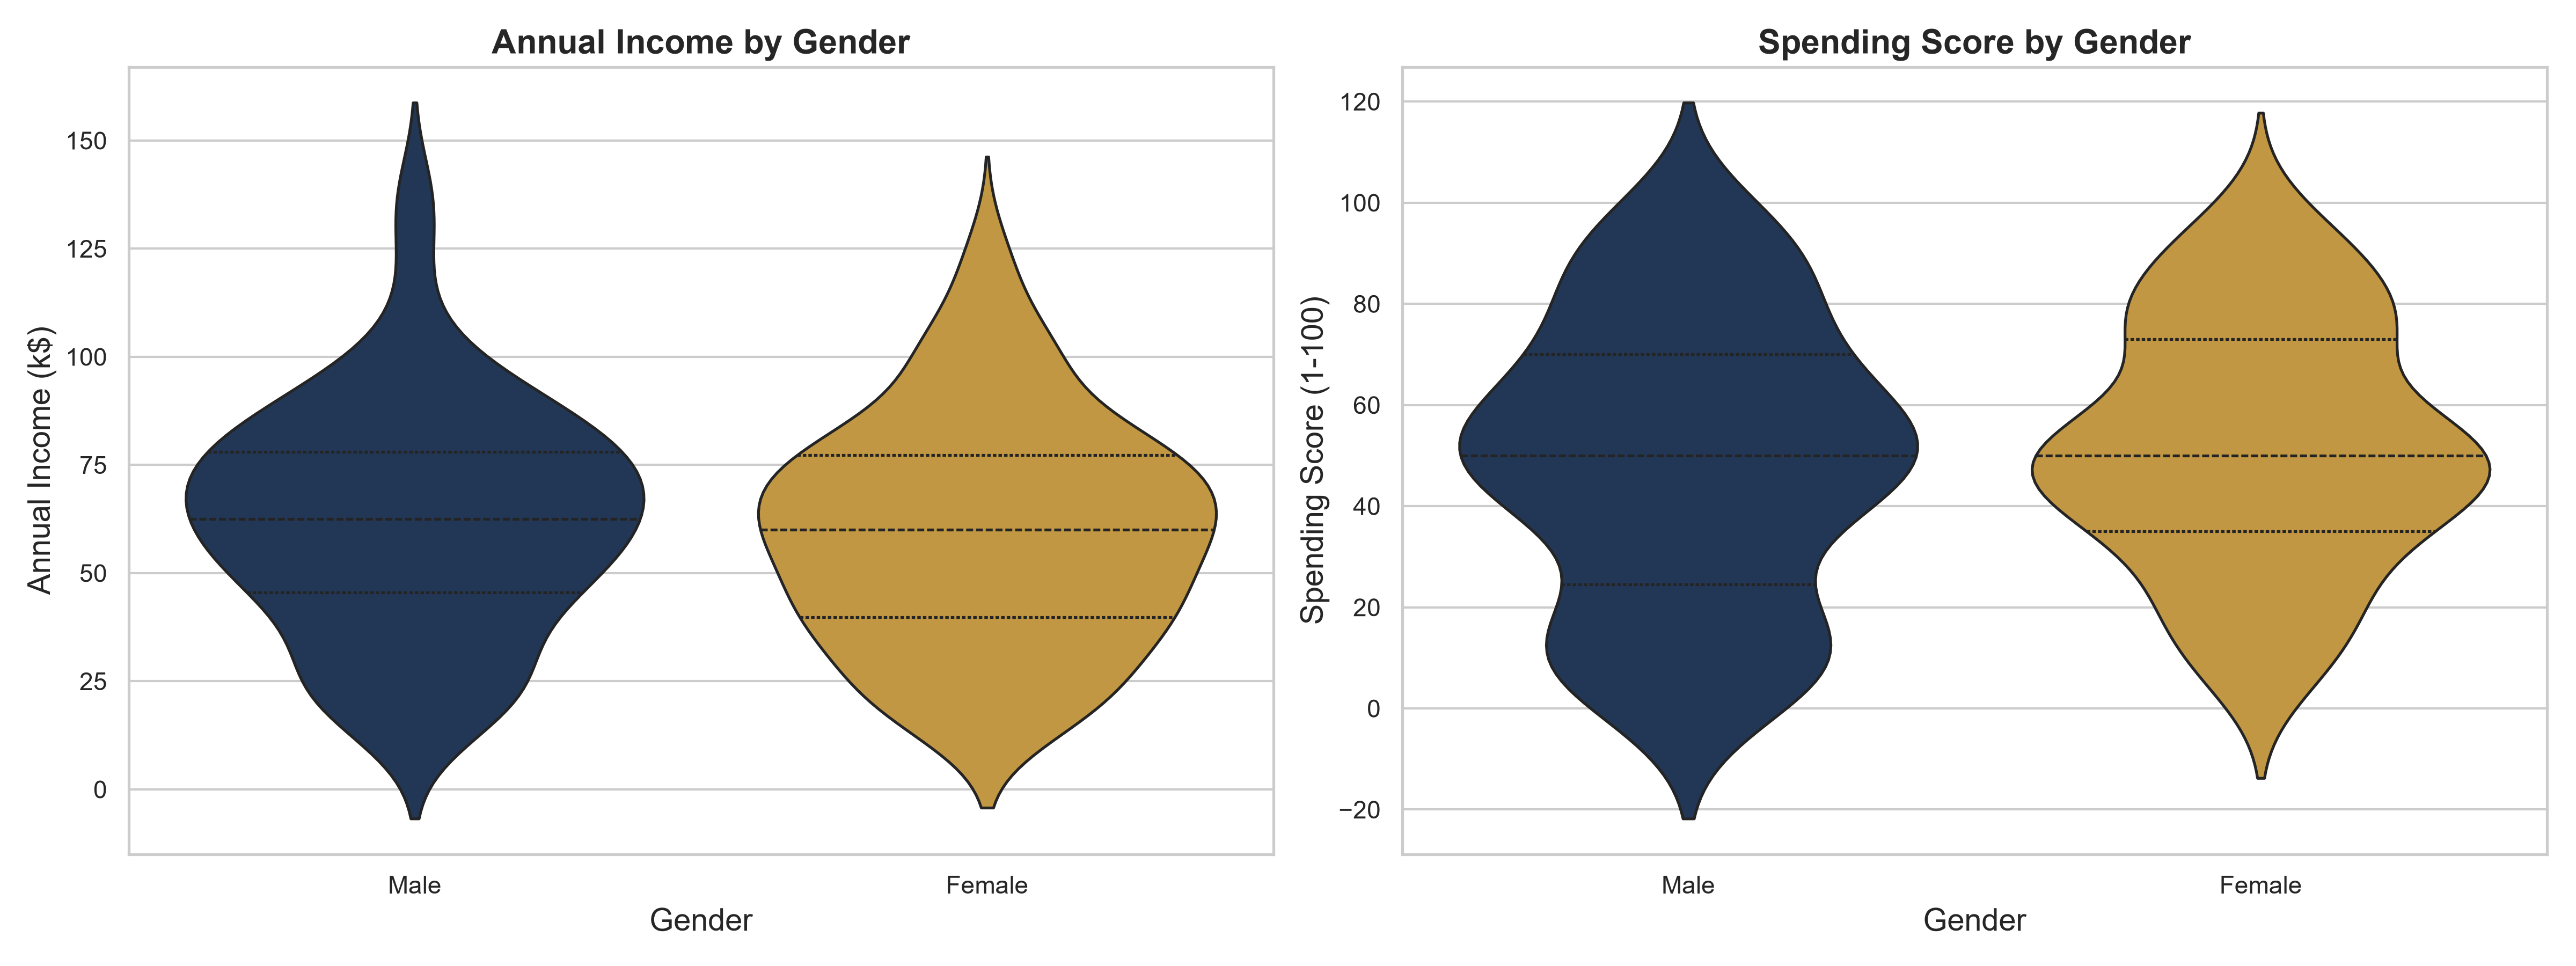 Annual Income by Gender
Annual Income (k$)
150
125
100
75
50
25
0
Male
Female
Gender
Spending Score by Gender
Spending Score (1-100)
120
100
80
60
40
20
0
−20
Male
Female
Gender